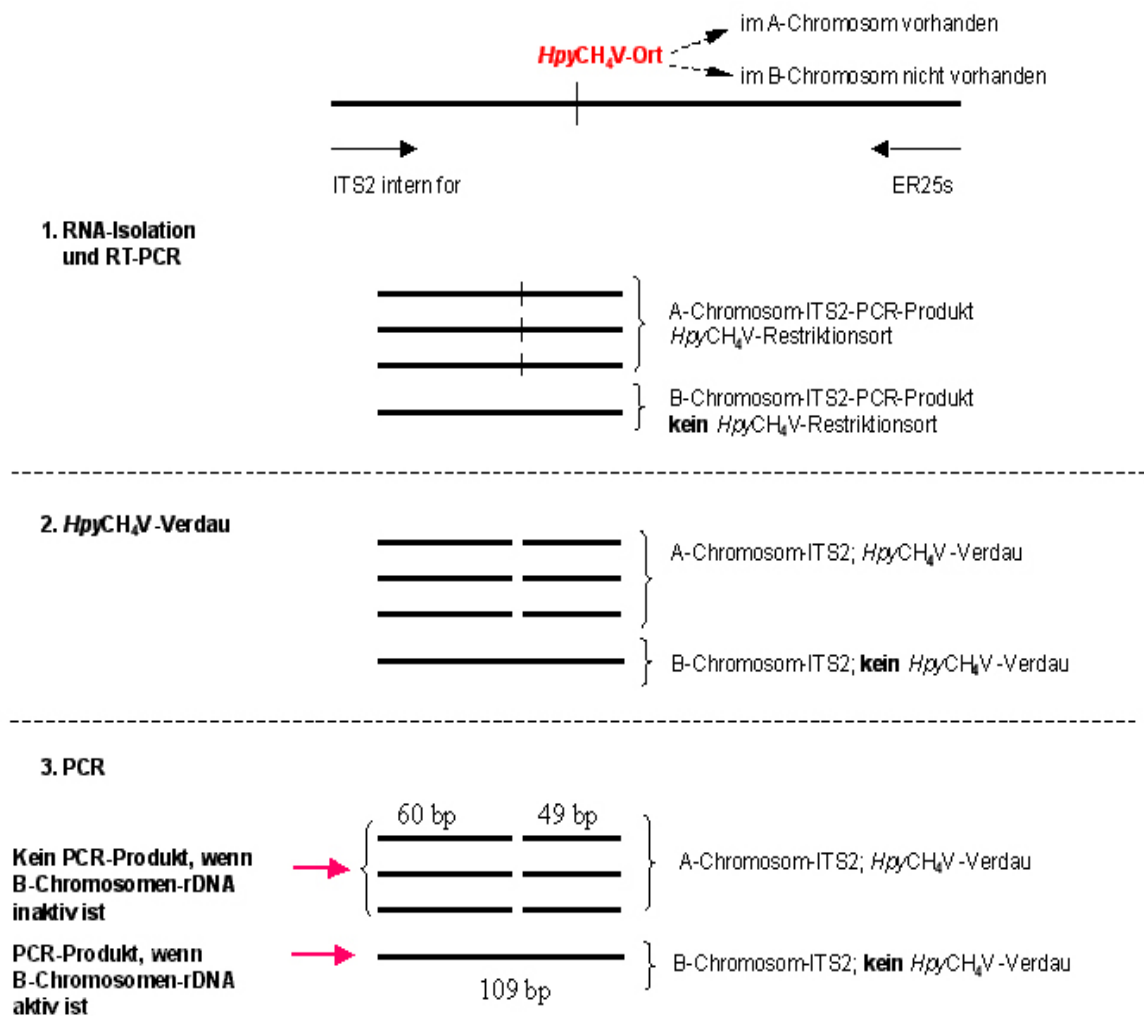 im A-Chromosom vorhanden
HpyCH₄V-Ort
im B-Chromosom nicht vorhanden
ITS2 intern for
ER25s
1. RNA-Isolation
und RT-PCR
A-Chromosom-ITS2-PCR-Produkt
HpyCH₄V-Restriktionsort
B-Chromosom-ITS2-PCR-Produkt
kein HpyCH₄V-Restriktionsort
2. HpyCH₄V-Verdau
A-Chromosom-ITS2; HpyCH₄V-Verdau
B-Chromosom-ITS2; kein HpyCH₄V-Verdau
3. PCR
60 bp 49 bp
Kein PCR-Produkt, wenn
B-Chromosomen-rDNA
inaktiv ist
A-Chromosom-ITS2; HpyCH₄V-Verdau
PCR-Produkt, wenn
B-Chromosomen-rDNA
aktiv ist
B-Chromosom-ITS2; kein HpyCH₄V-Verdau
109 bp